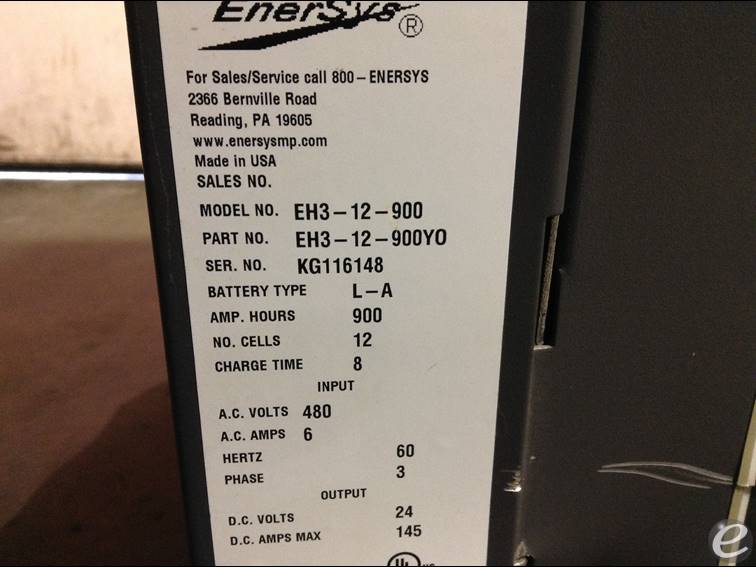 EnerSys®
For Sales/Service call 800-ENERSYS
2366 Bernville Road
Reading, PA 19605
www.enersysmp.com
Made in USA
SALES NO.
MODEL NO. EH3-12-900
PART NO. EH3-12-900YO
SER. NO. KG116148
BATTERY TYPE L-A
AMP. HOURS 900
NO. CELLS 12
CHARGE TIME 8
INPUT
A.C. VOLTS 480
A.C. AMPS 6
HERTZ 60
PHASE 3
OUTPUT
D.C. VOLTS 24
D.C. AMPS MAX 145
UL
e